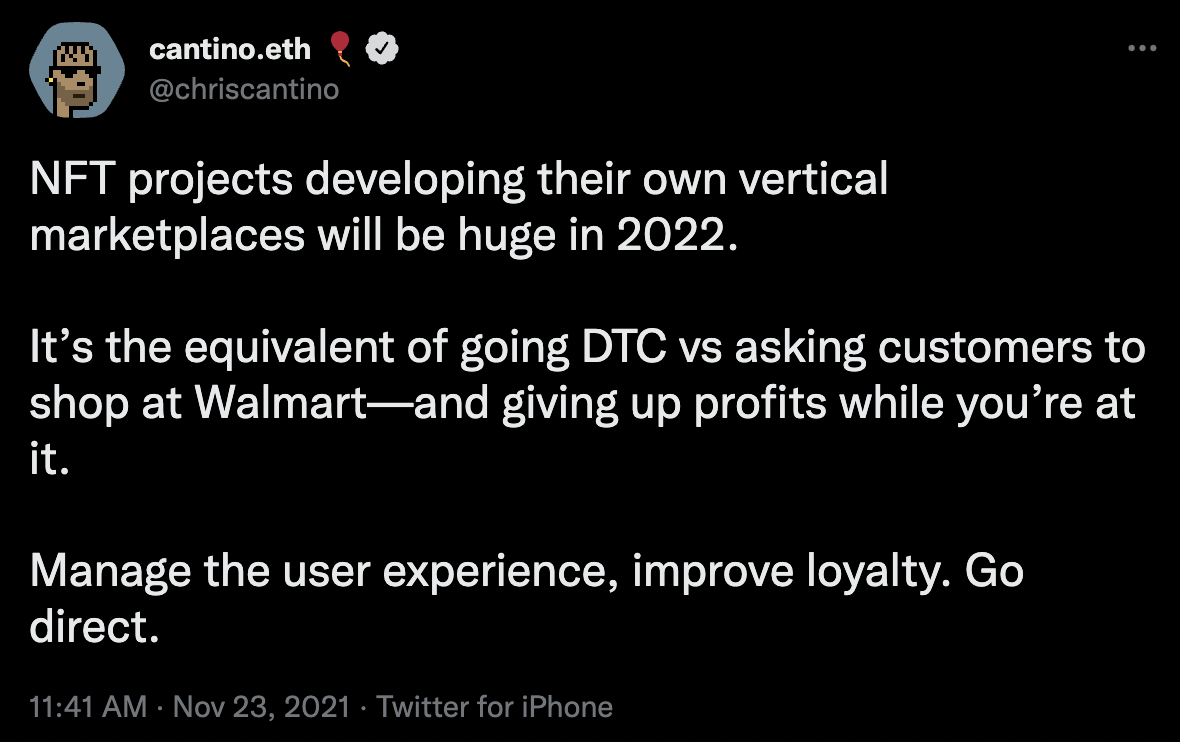 cantino.eth 🎈
@chriscantino
NFT projects developing their own vertical
marketplaces will be huge in 2022.
It’s the equivalent of going DTC vs asking customers to
shop at Walmart—and giving up profits while you’re at
it.
Manage the user experience, improve loyalty. Go
direct.
11:41 AM · Nov 23, 2021 · Twitter for iPhone